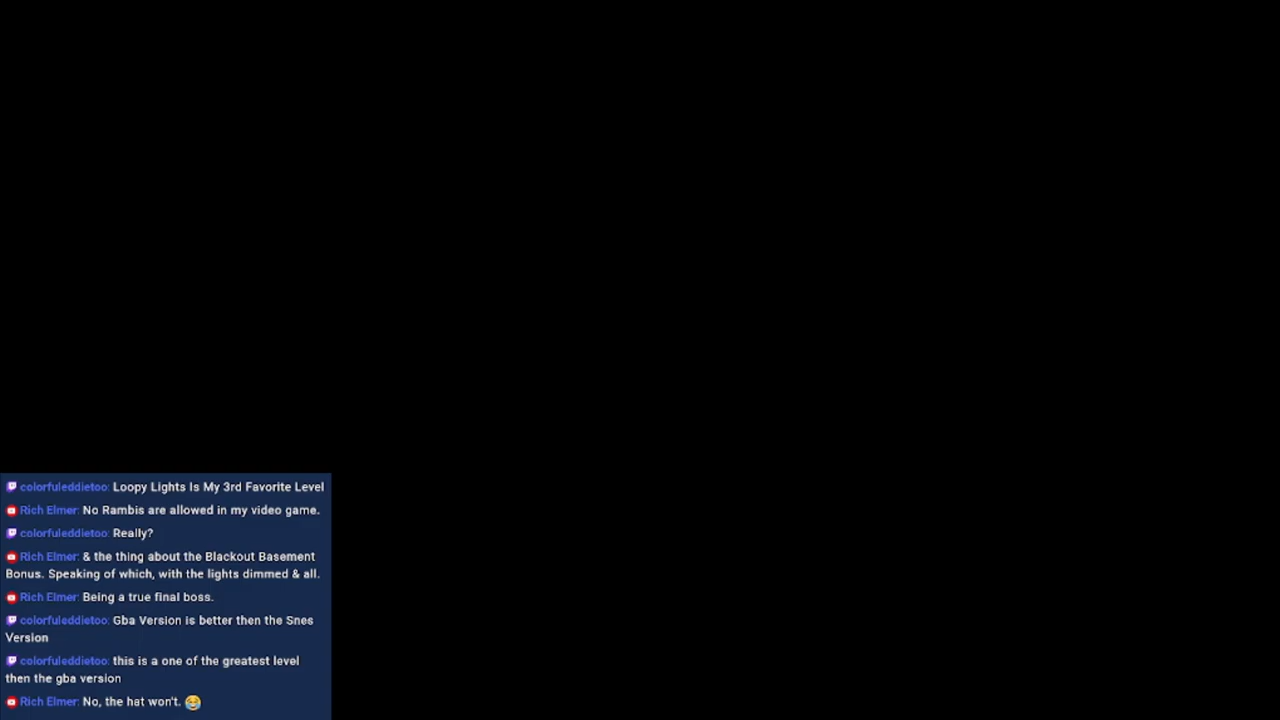 colorfuleddietoo: Loopy Lights Is My 3rd Favorite Level
Rich Elmer: No Rambis are allowed in my video game.
colorfuleddietoo: Really?
Rich Elmer: & the thing about the Blackout Basement
Bonus. Speaking of which, with the lights dimmed & all.
Rich Elmer: Being a true final boss.
colorfuleddietoo: Gba Version is better then the Snes
Version
colorfuleddietoo: this is a one of the greatest level
then the gba version
Rich Elmer: No, the hat won't. 😂